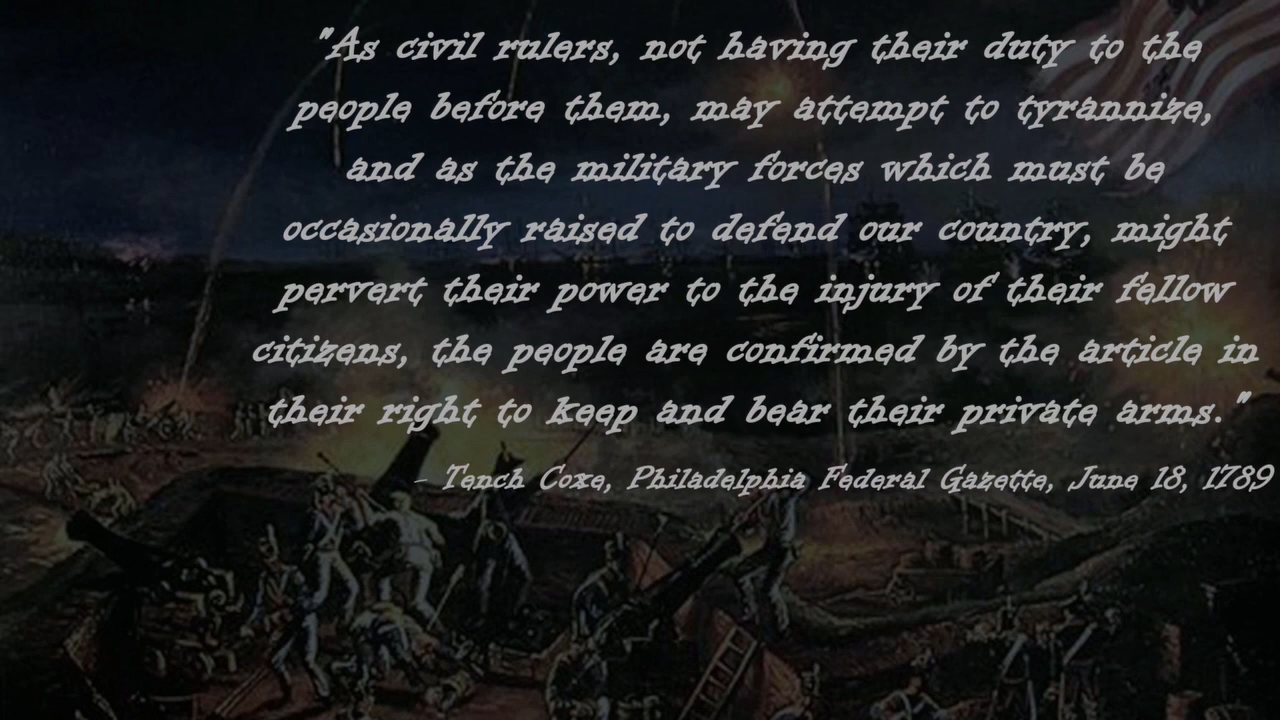 "As civil rulers, not having their duty to the
people before them, may attempt to tyrannize,
and as the military forces which must be
occasionally raised to defend our country, might
pervert their power to the injury of their fellow
citizens, the people are confirmed by the article in
their right to keep and bear their private arms."
– Tench Coxe, Philadelphia Federal Gazette, June 18, 1789